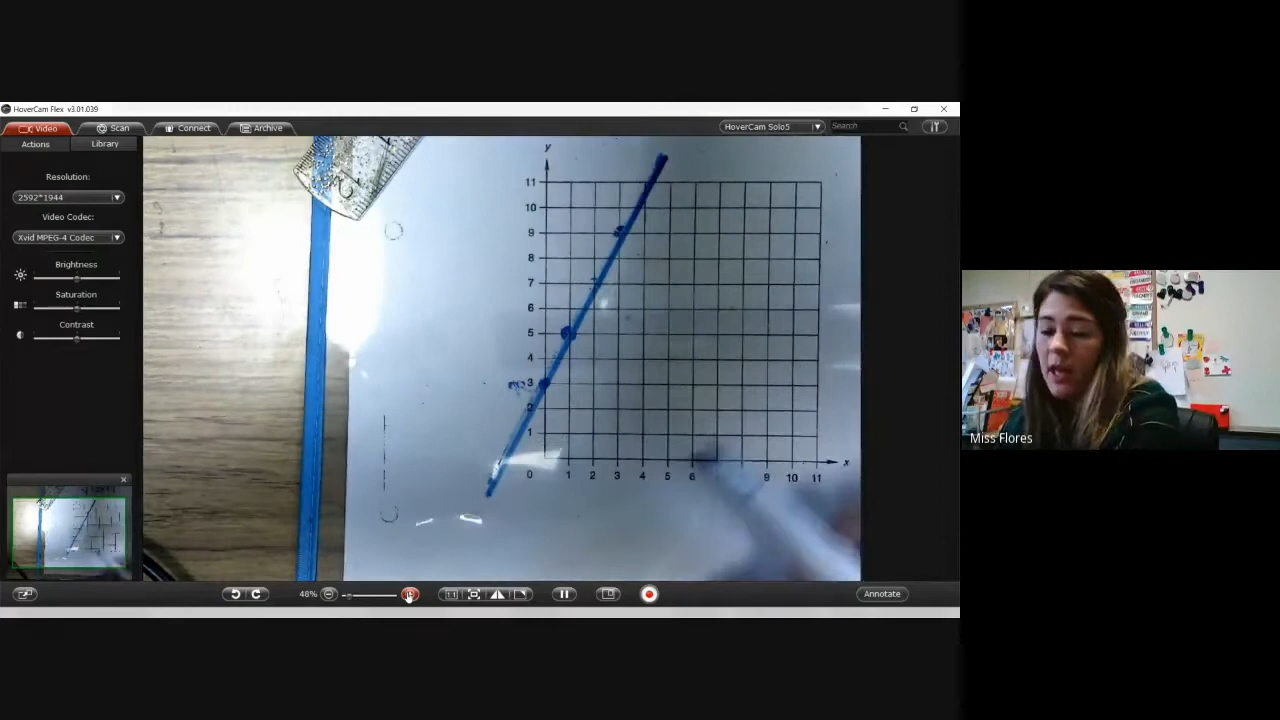 HoverCam Flex v3.01.039
Video Scan Connect Archive HoverCam Solo5 Search
Actions Library
Resolution:
2592*1944
Video Codec:
Xvid MPEG-4 Codec
Brightness
Saturation
Contrast
y
11
10
9
8
7
6
5
4
3
2
1
0 1 2 3 4 5 6 9 10 11
x
Miss Flores
48% 1:1 Annotate